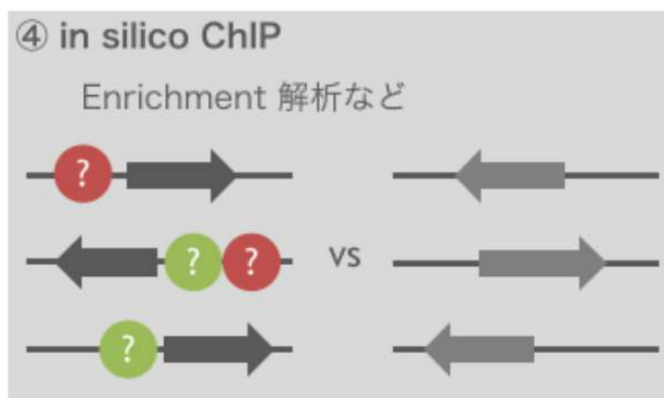 ④ in silico ChIP
Enrichment 解析など
?
? ?
vs
?